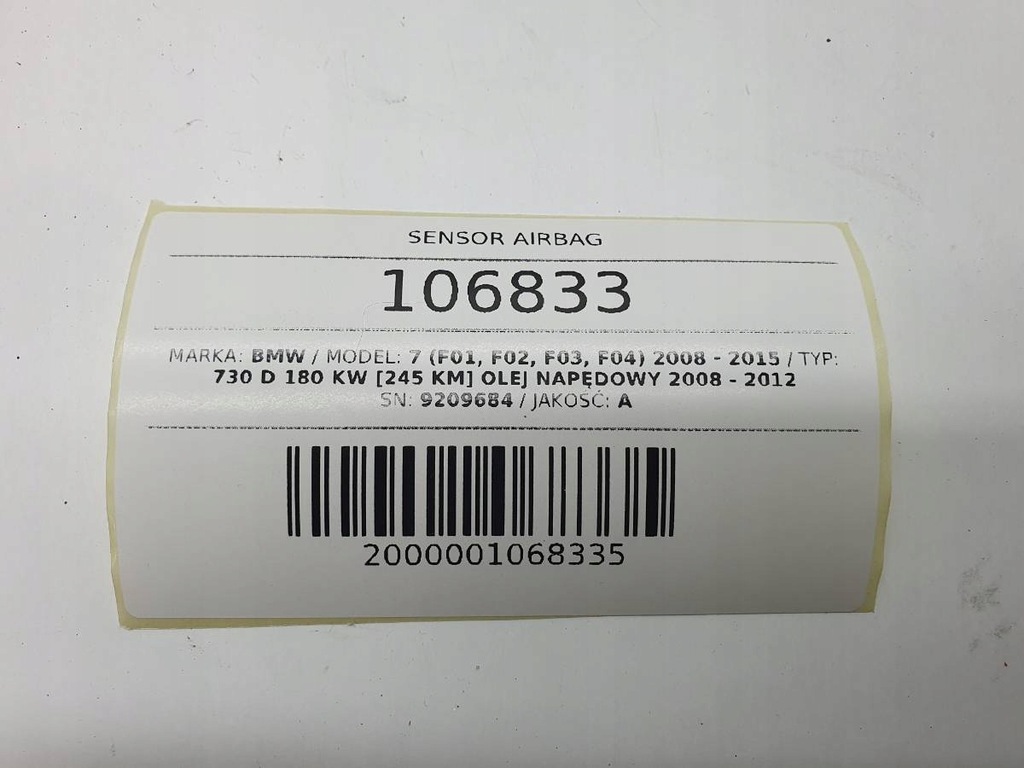 SENSOR AIRBAG
106833
MARKA: BMW / MODEL: 7 (F01, F02, F03, F04) 2008 - 2015 / TYP:
730 D 180 KW [245 KM] OLEJ NAPĘDOWY 2008 - 2012
SN: 9209684 / JAKOŚĆ: A
2000001068335